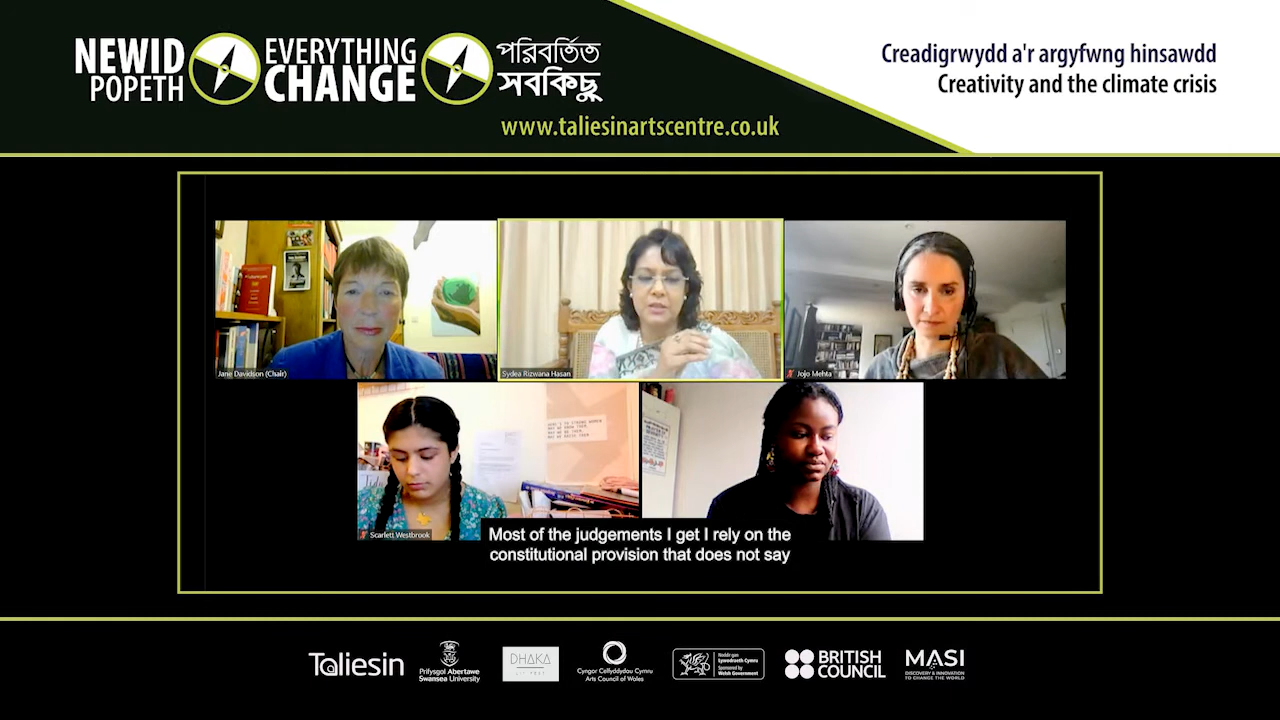 NEWID
POPETH
EVERYTHING
CHANGE
পরিবর্তিত
সবকিছু
www.taliesinartscentre.co.uk
Creadigrwydd a'r argyfwng hinsawdd
Creativity and the climate crisis
Jane Davidson (Chair)
Sydea Rizwana Hasan
Jojo Mehta
Scarlett Westbrook
Most of the judgements I get I rely on the
constitutional provision that does not say
Taliesin
Prifysgol Abertawe
Swansea University
DHAKA
LIT FEST
Cyngor Celfyddydau Cymru
Arts Council of Wales
Noddir gan
Lywodraeth Cymru
Sponsored by
Welsh Government
BRITISH
COUNCIL
MASI
DISCOVERY & INNOVATION
TO CHANGE THE WORLD